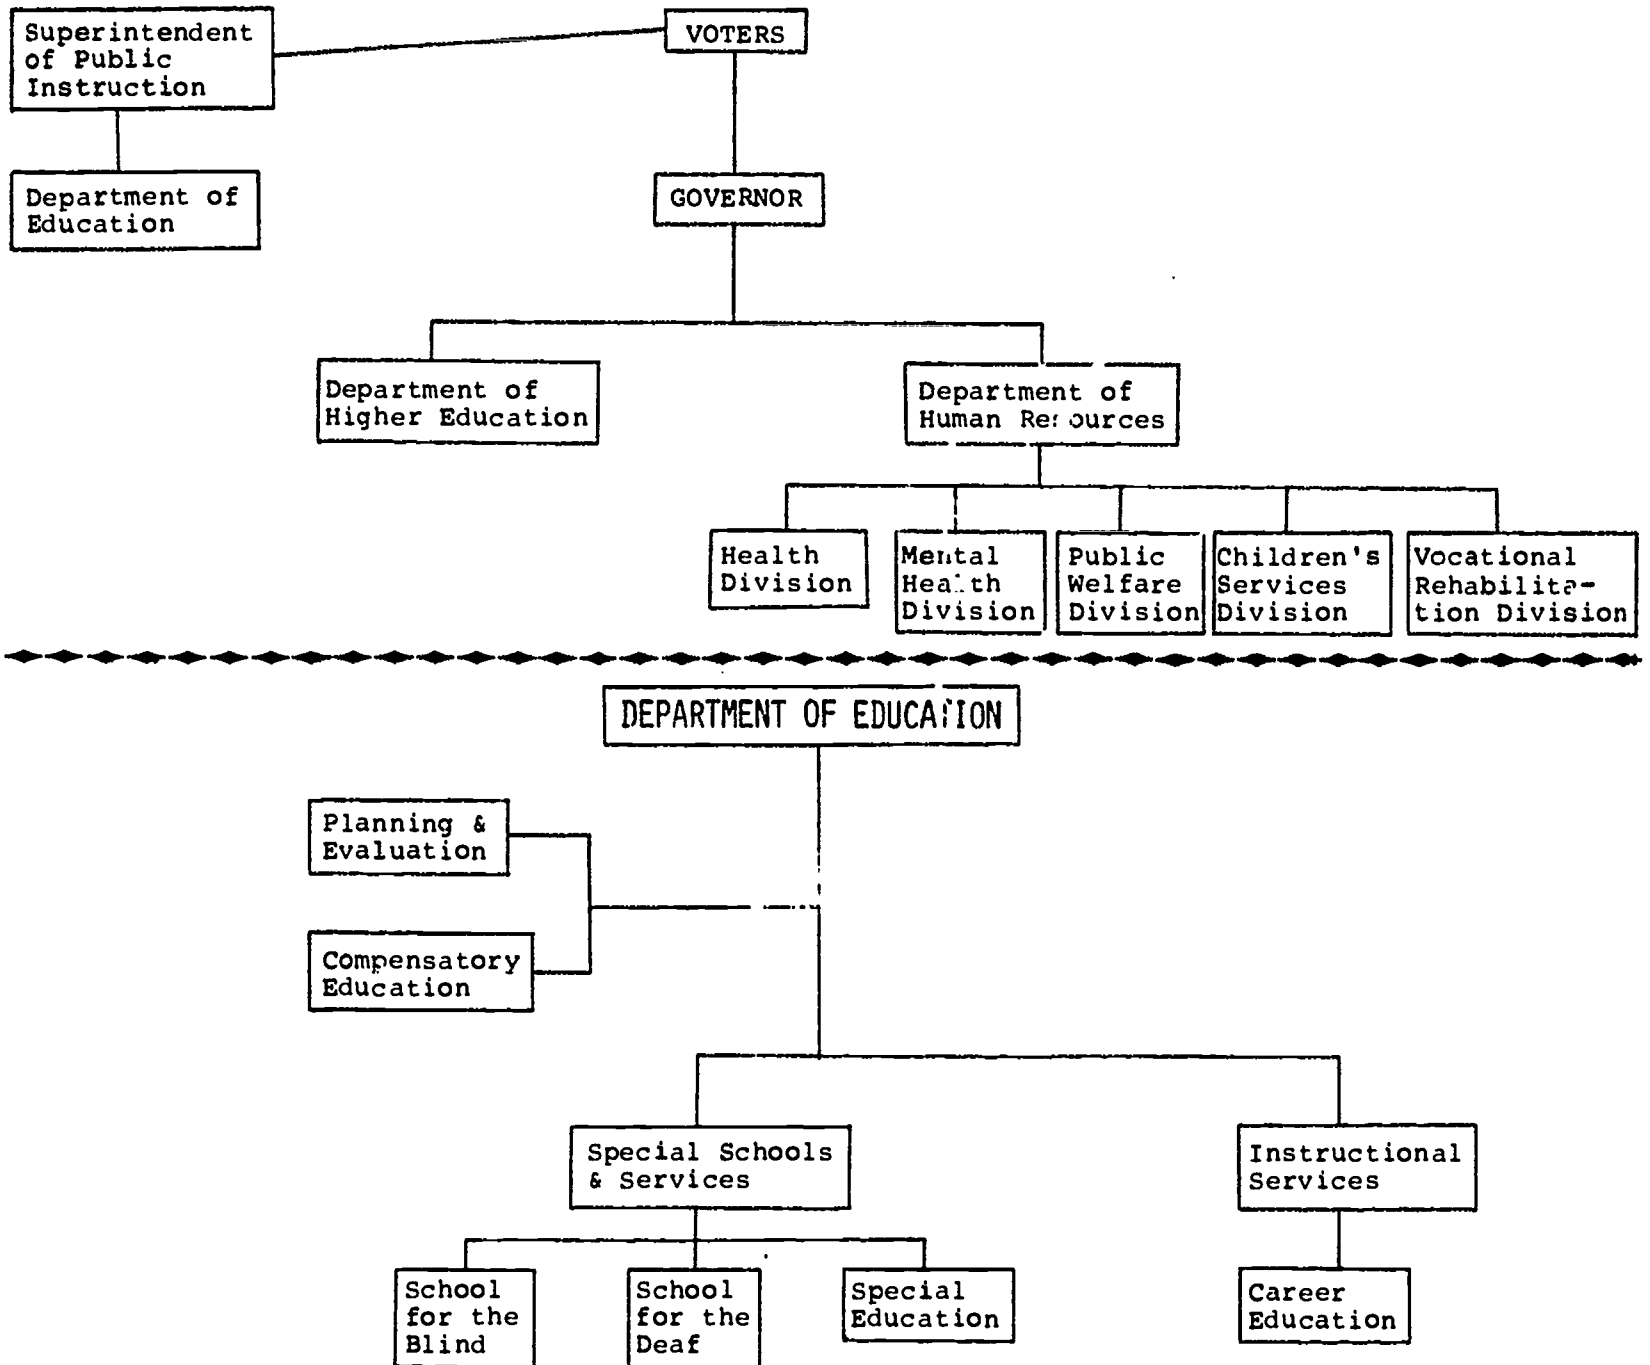 Superintendent
of Public
Instruction
VOTERS
Department of
Education
GOVERNOR
Department of
Higher Education
Department of
Human Resources
Health
Division
Mental
Health
Division
Public
Welfare
Division
Children's
Services
Division
Vocational
Rehabilita-
tion Division
DEPARTMENT OF EDUCATION
Planning &
Evaluation
Compensatory
Education
Special Schools
& Services
Instructional
Services
School
for the
Blind
School
for the
Deaf
Special
Education
Career
Education